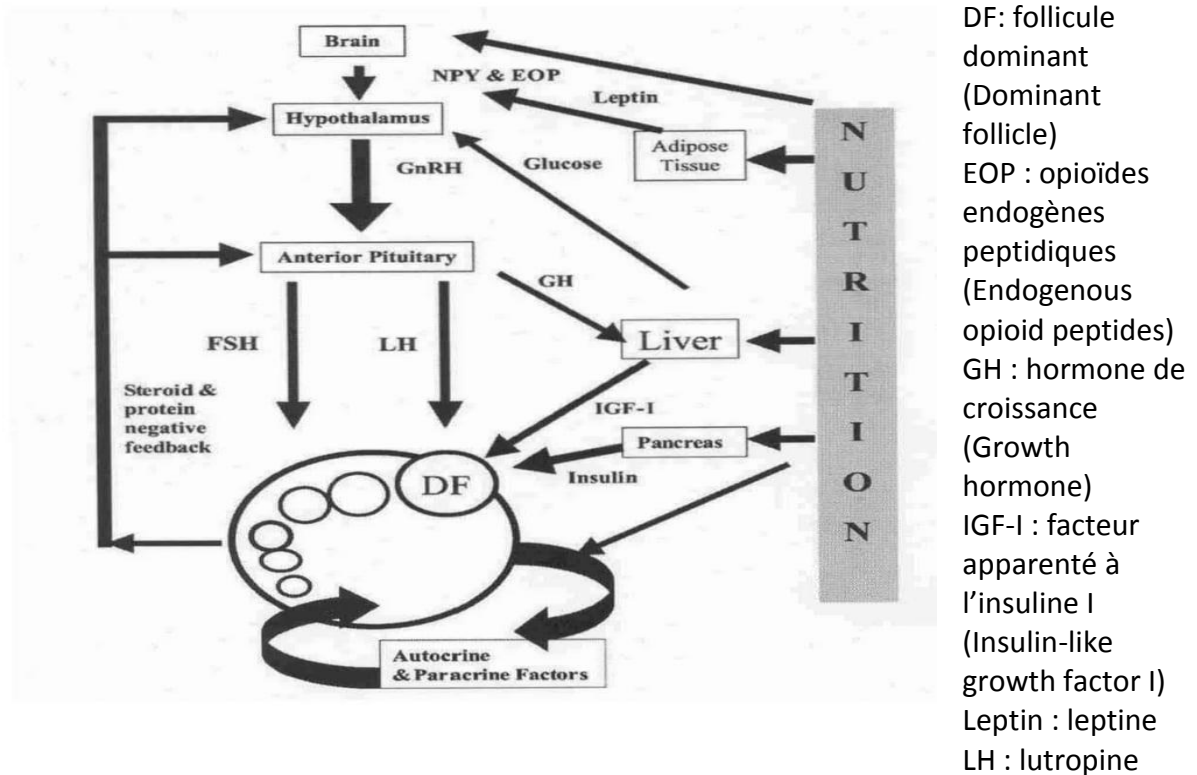 Brain
NPY & EOP
Leptin
Hypothalamus
Adipose
Tissue
GnRH
Glucose
Anterior Pituitary
GH
Liver
FSH
LH
Steroid &
protein
negative
feedback
IGF-I
Pancreas
DF
Insulin
Autocrine
& Paracrine Factors
N
U
T
R
I
T
I
O
N
DF: follicule
dominant
(Dominant
follicle)
EOP : opioïdes
endogènes
peptidiques
(Endogenous
opioid peptides)
GH : hormone de
croissance
(Growth
hormone)
IGF-I : facteur
apparenté à
l’insuline I
(Insulin-like
growth factor I)
Leptin : leptine
LH : lutropine